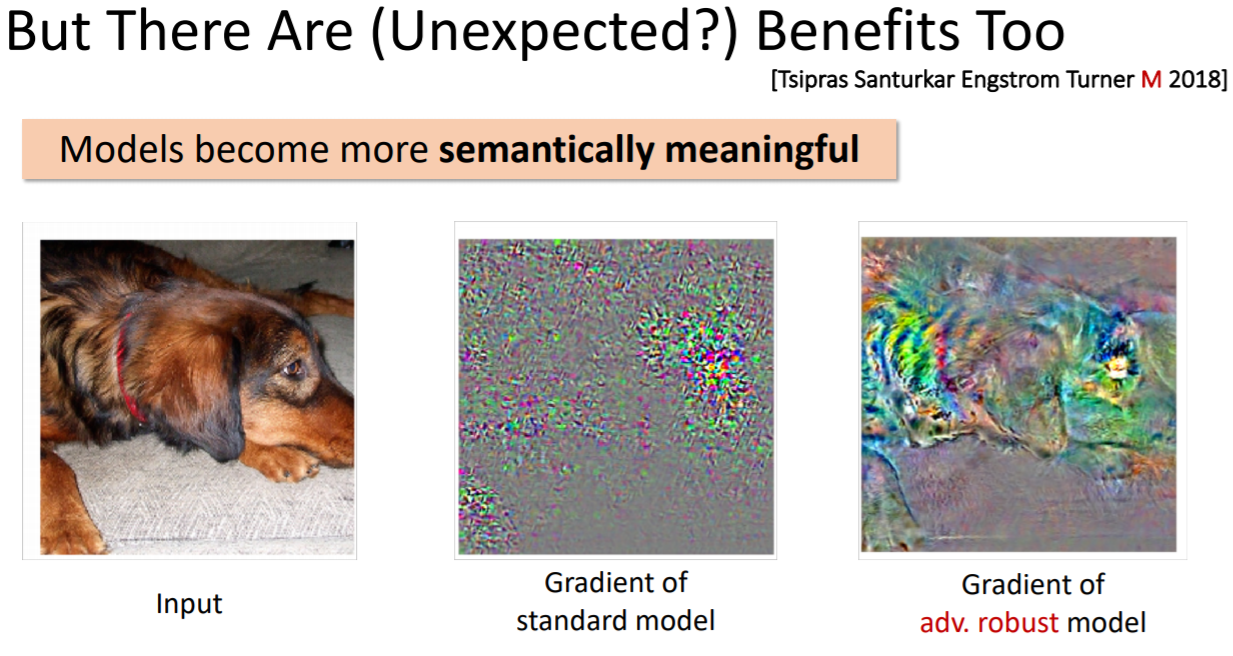 But There Are (Unexpected?) Benefits Too
[Tsipras Santurkar Engstrom Turner M 2018]
Models become more semantically meaningful
Input
Gradient of
standard model
Gradient of
adv. robust model